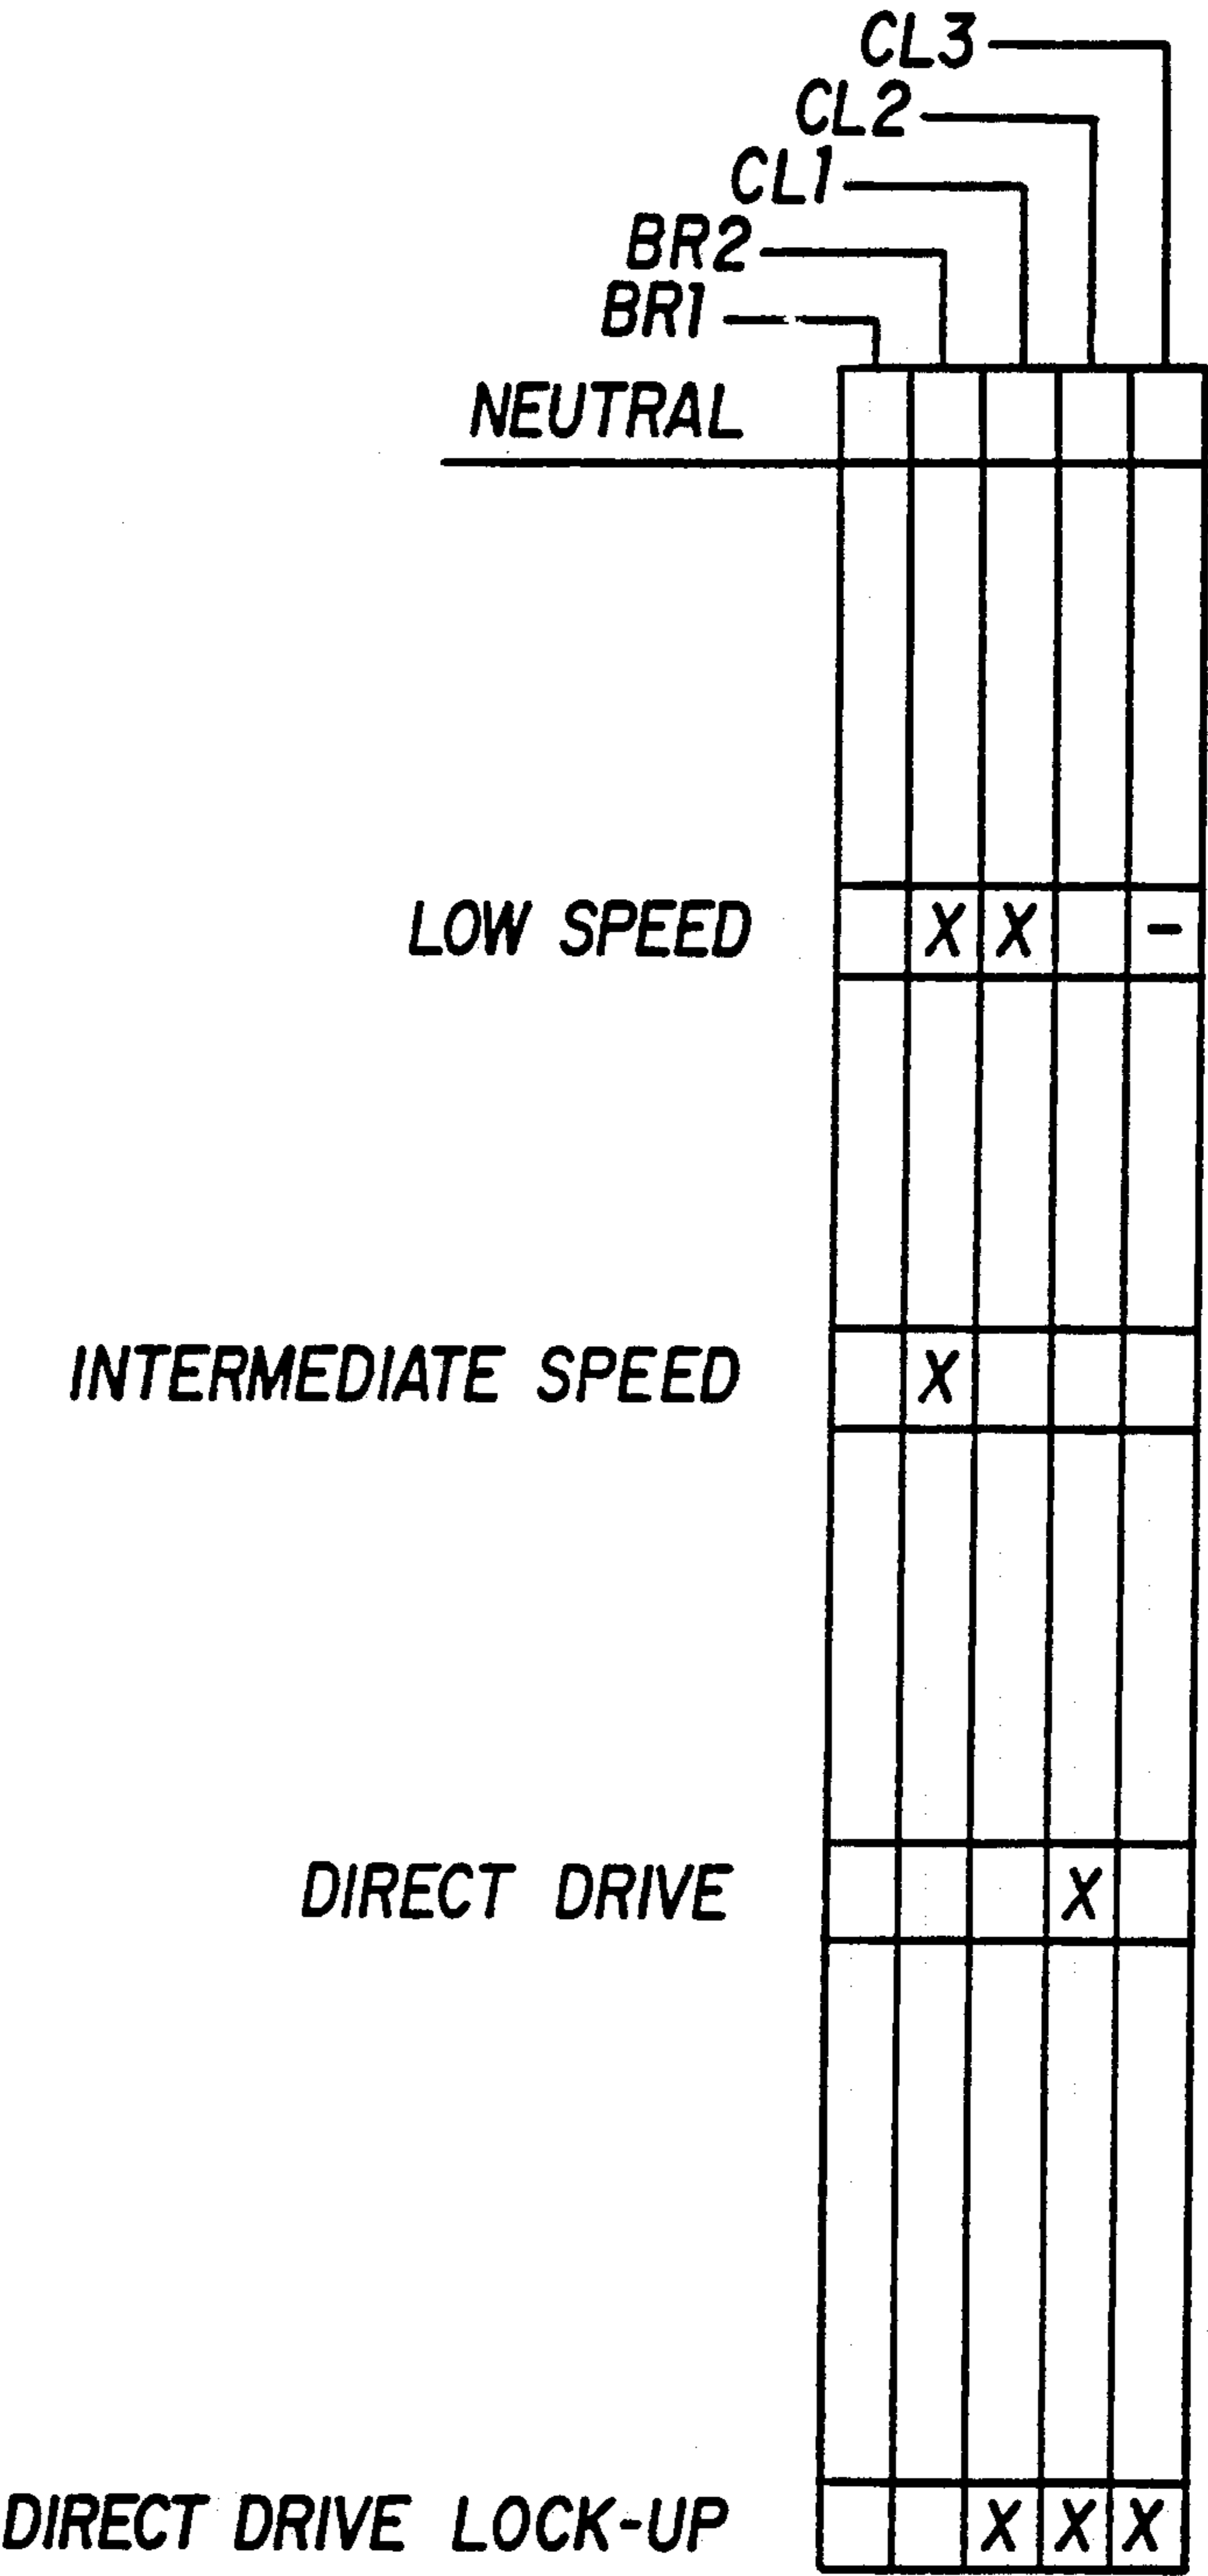 CL3
CL2
CL1
BR2
BR1
NEUTRAL
LOW SPEED X X -
INTERMEDIATE SPEED X
DIRECT DRIVE X
DIRECT DRIVE LOCK-UP X X X